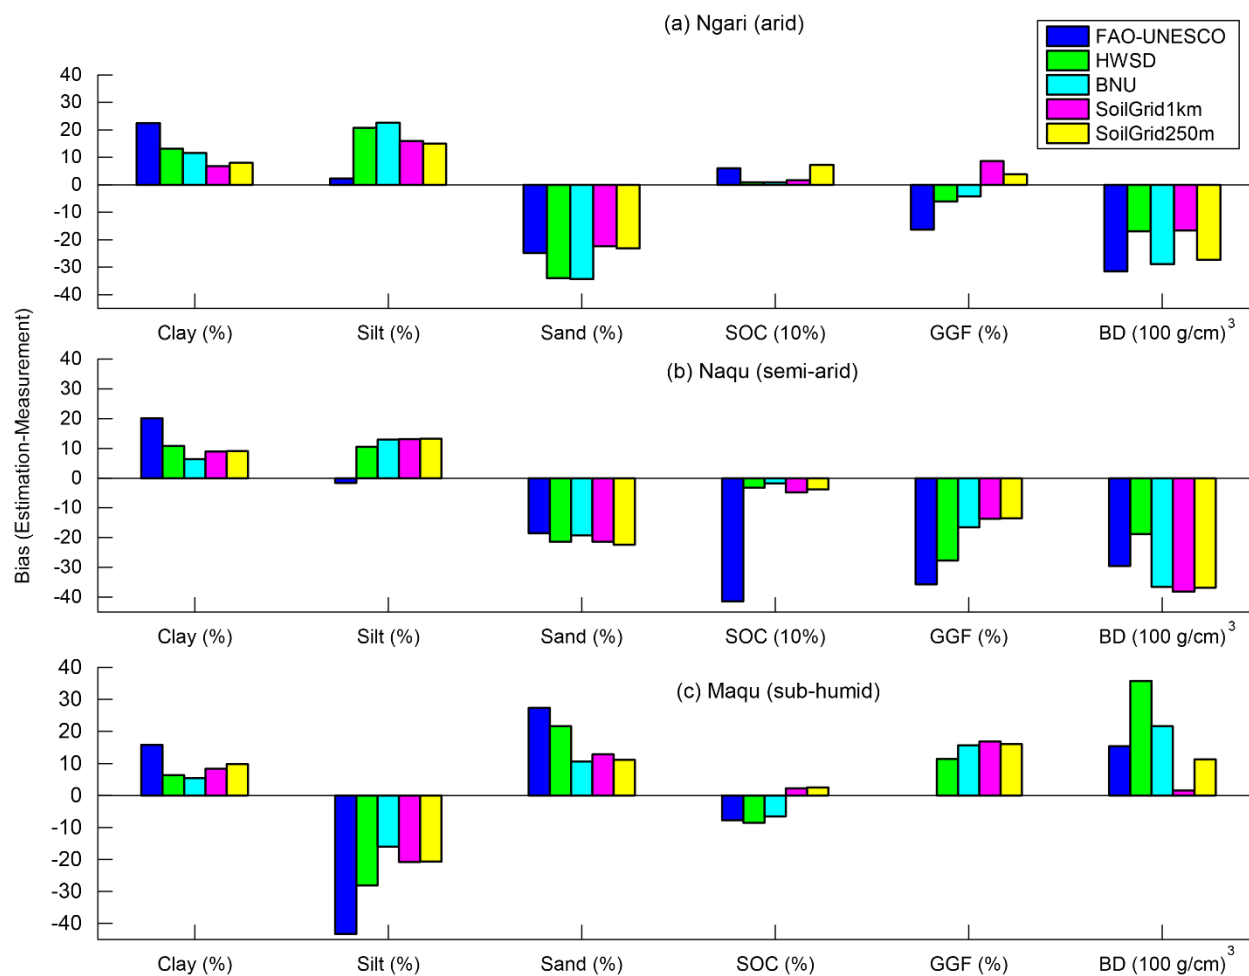 (a) Ngari (arid)
FAO-UNESCO
HWSD
BNU
SoilGrid1km
SoilGrid250m
40
30
20
10
0
-10
-20
-30
-40
Clay (%) Silt (%) Sand (%) SOC (10%) GGF (%) BD (100 g/cm)³
Bias (Estimation-Measurement)
(b) Naqu (semi-arid)
40
30
20
10
0
-10
-20
-30
-40
Clay (%) Silt (%) Sand (%) SOC (10%) GGF (%) BD (100 g/cm)³
(c) Maqu (sub-humid)
40
30
20
10
0
-10
-20
-30
-40
Clay (%) Silt (%) Sand (%) SOC (10%) GGF (%) BD (100 g/cm)³